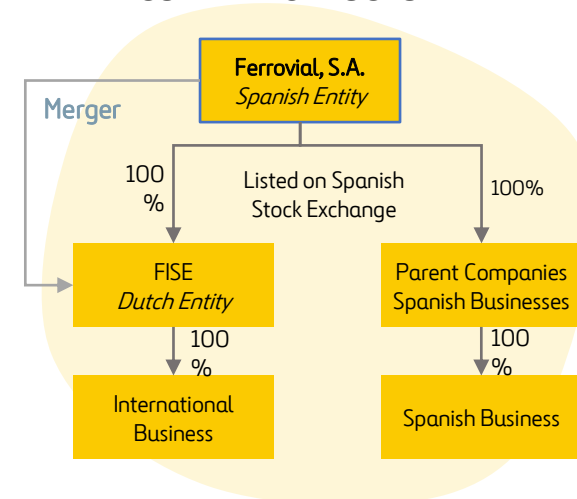 Ferrovial, S.A.
Spanish Entity
Merger
100
%
Listed on Spanish
Stock Exchange
100%
FISE
Dutch Entity
Parent Companies
Spanish Businesses
100
%
100
%
International
Business
Spanish Business